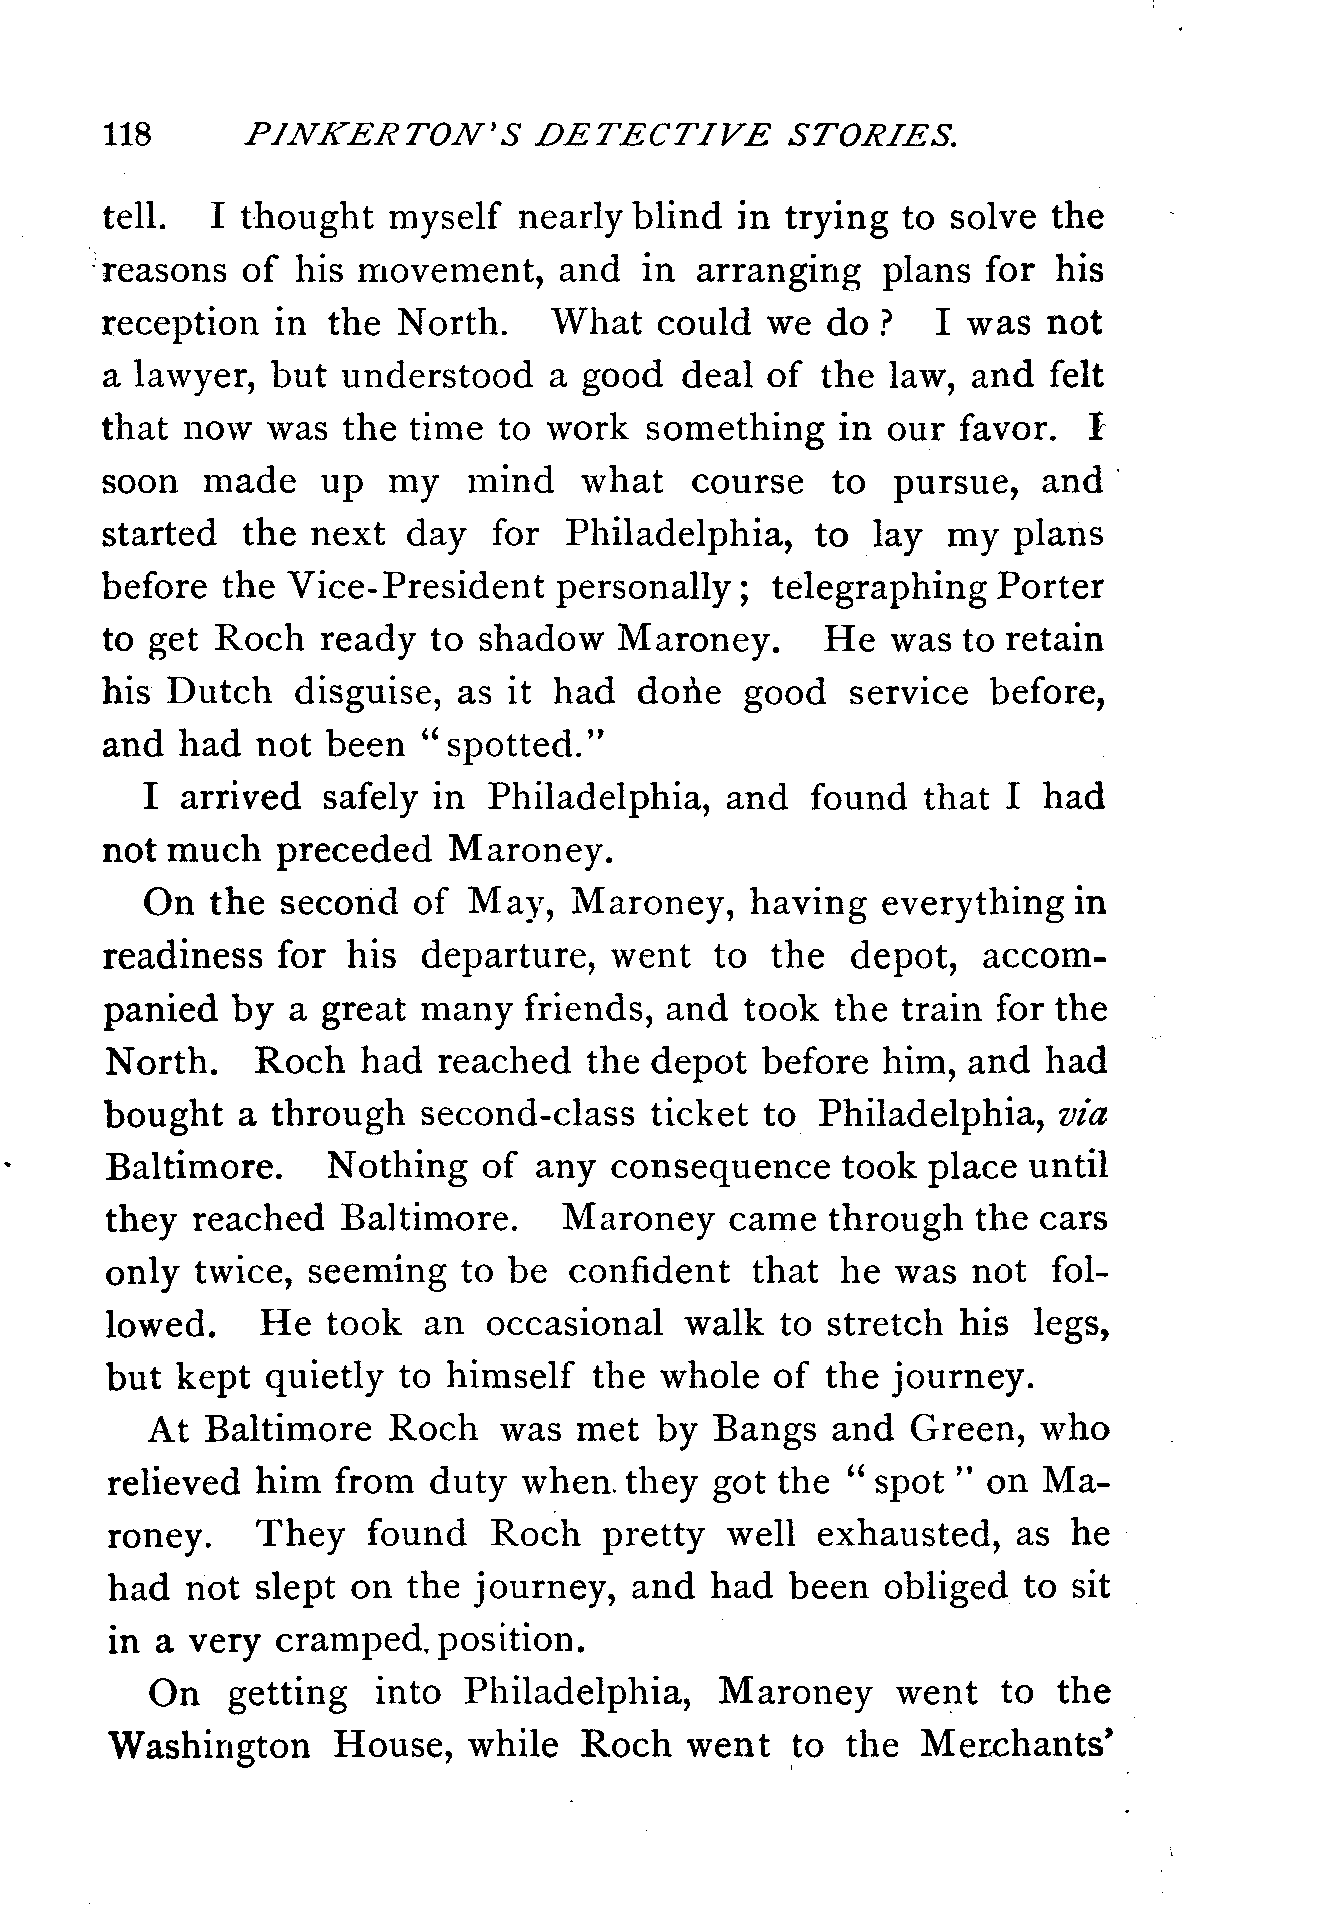 118 PINKERTON'S DETECTIVE STORIES.
tell. I thought myself nearly blind in trying to solve the
reasons of his movement, and in arranging plans for his
reception in the North. What could we do ? I was not
a lawyer, but understood a good deal of the law, and felt
that now was the time to work something in our favor. I
soon made up my mind what course to pursue, and
started the next day for Philadelphia, to lay my plans
before the Vice-President personally ; telegraphing Porter
to get Roch ready to shadow Maroney. He was to retain
his Dutch disguise, as it had done good service before,
and had not been " spotted."
I arrived safely in Philadelphia, and found that I had
not much preceded Maroney.
On the second of May, Maroney, having everything in
readiness for his departure, went to the depot, accom-
panied by a great many friends, and took the train for the
North. Roch had reached the depot before him, and had
bought a through second-class ticket to Philadelphia, via
Baltimore. Nothing of any consequence took place until
they reached Baltimore. Maroney came through the cars
only twice, seeming to be confident that he was not fol-
lowed. He took an occasional walk to stretch his legs,
but kept quietly to himself the whole of the journey.
At Baltimore Roch was met by Bangs and Green, who
relieved him from duty when they got the " spot " on Ma-
roney. They found Roch pretty well exhausted, as he
had not slept on the journey, and had been obliged to sit
in a very cramped position.
On getting into Philadelphia, Maroney went to the
Washington House, while Roch went to the Merchants'